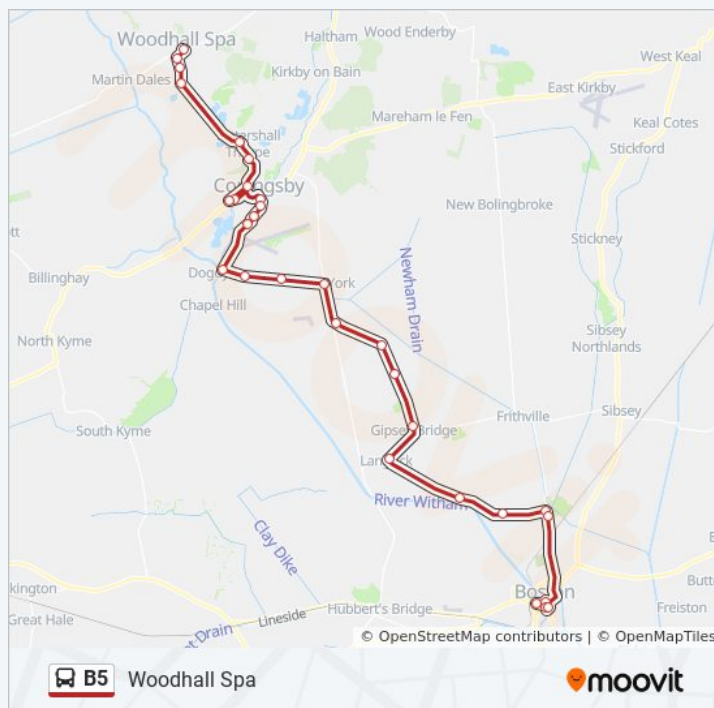 Wood Enderby
Haltham
Woodhall Spa
West Keal
Kirkby on Bain
Martin Dales
East Kirkby
Mareham le Fen
Keal Cotes
Stickford
Coningsby
New Bolingbroke
Stickney
Newham Drain
Billinghay
Chapel Hill
Sibsey
Northlands
North Kyme
Sibsey
Frithville
South Kyme
Gipsey Bridge
River Witham
Clay Dike
Boston
Hubbert's Bridge
Freiston
Great Hale
Lineside
© OpenStreetMap contributors | © OpenMapTiles
B5 Woodhall Spa
moovit